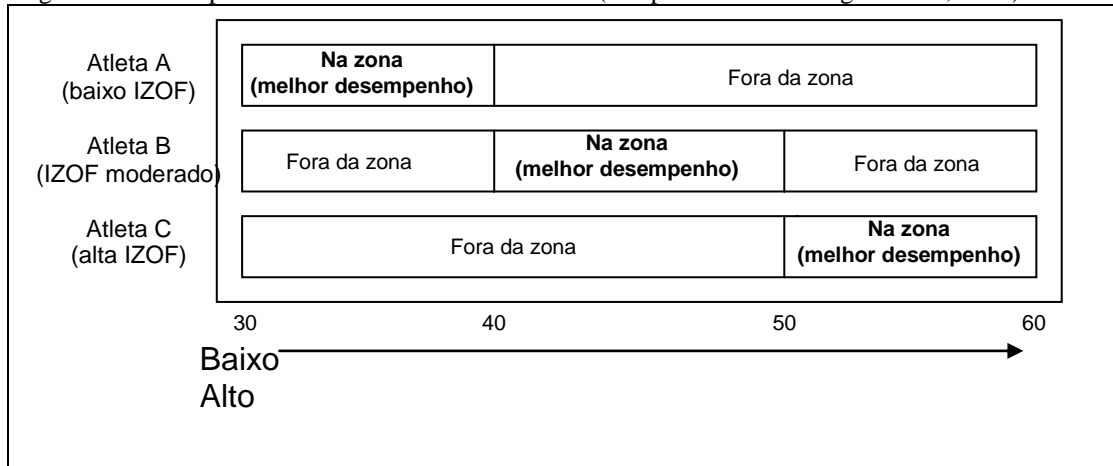 Atleta A
(baixo IZOF)
Na zona
(melhor desempenho)
Fora da zona
Atleta B
(IZOF moderado)
Fora da zona
Na zona
(melhor desempenho)
Fora da zona
Atleta C
(alta IZOF)
Fora da zona
Na zona
(melhor desempenho)
30 40 50 60
Baixo
Alto